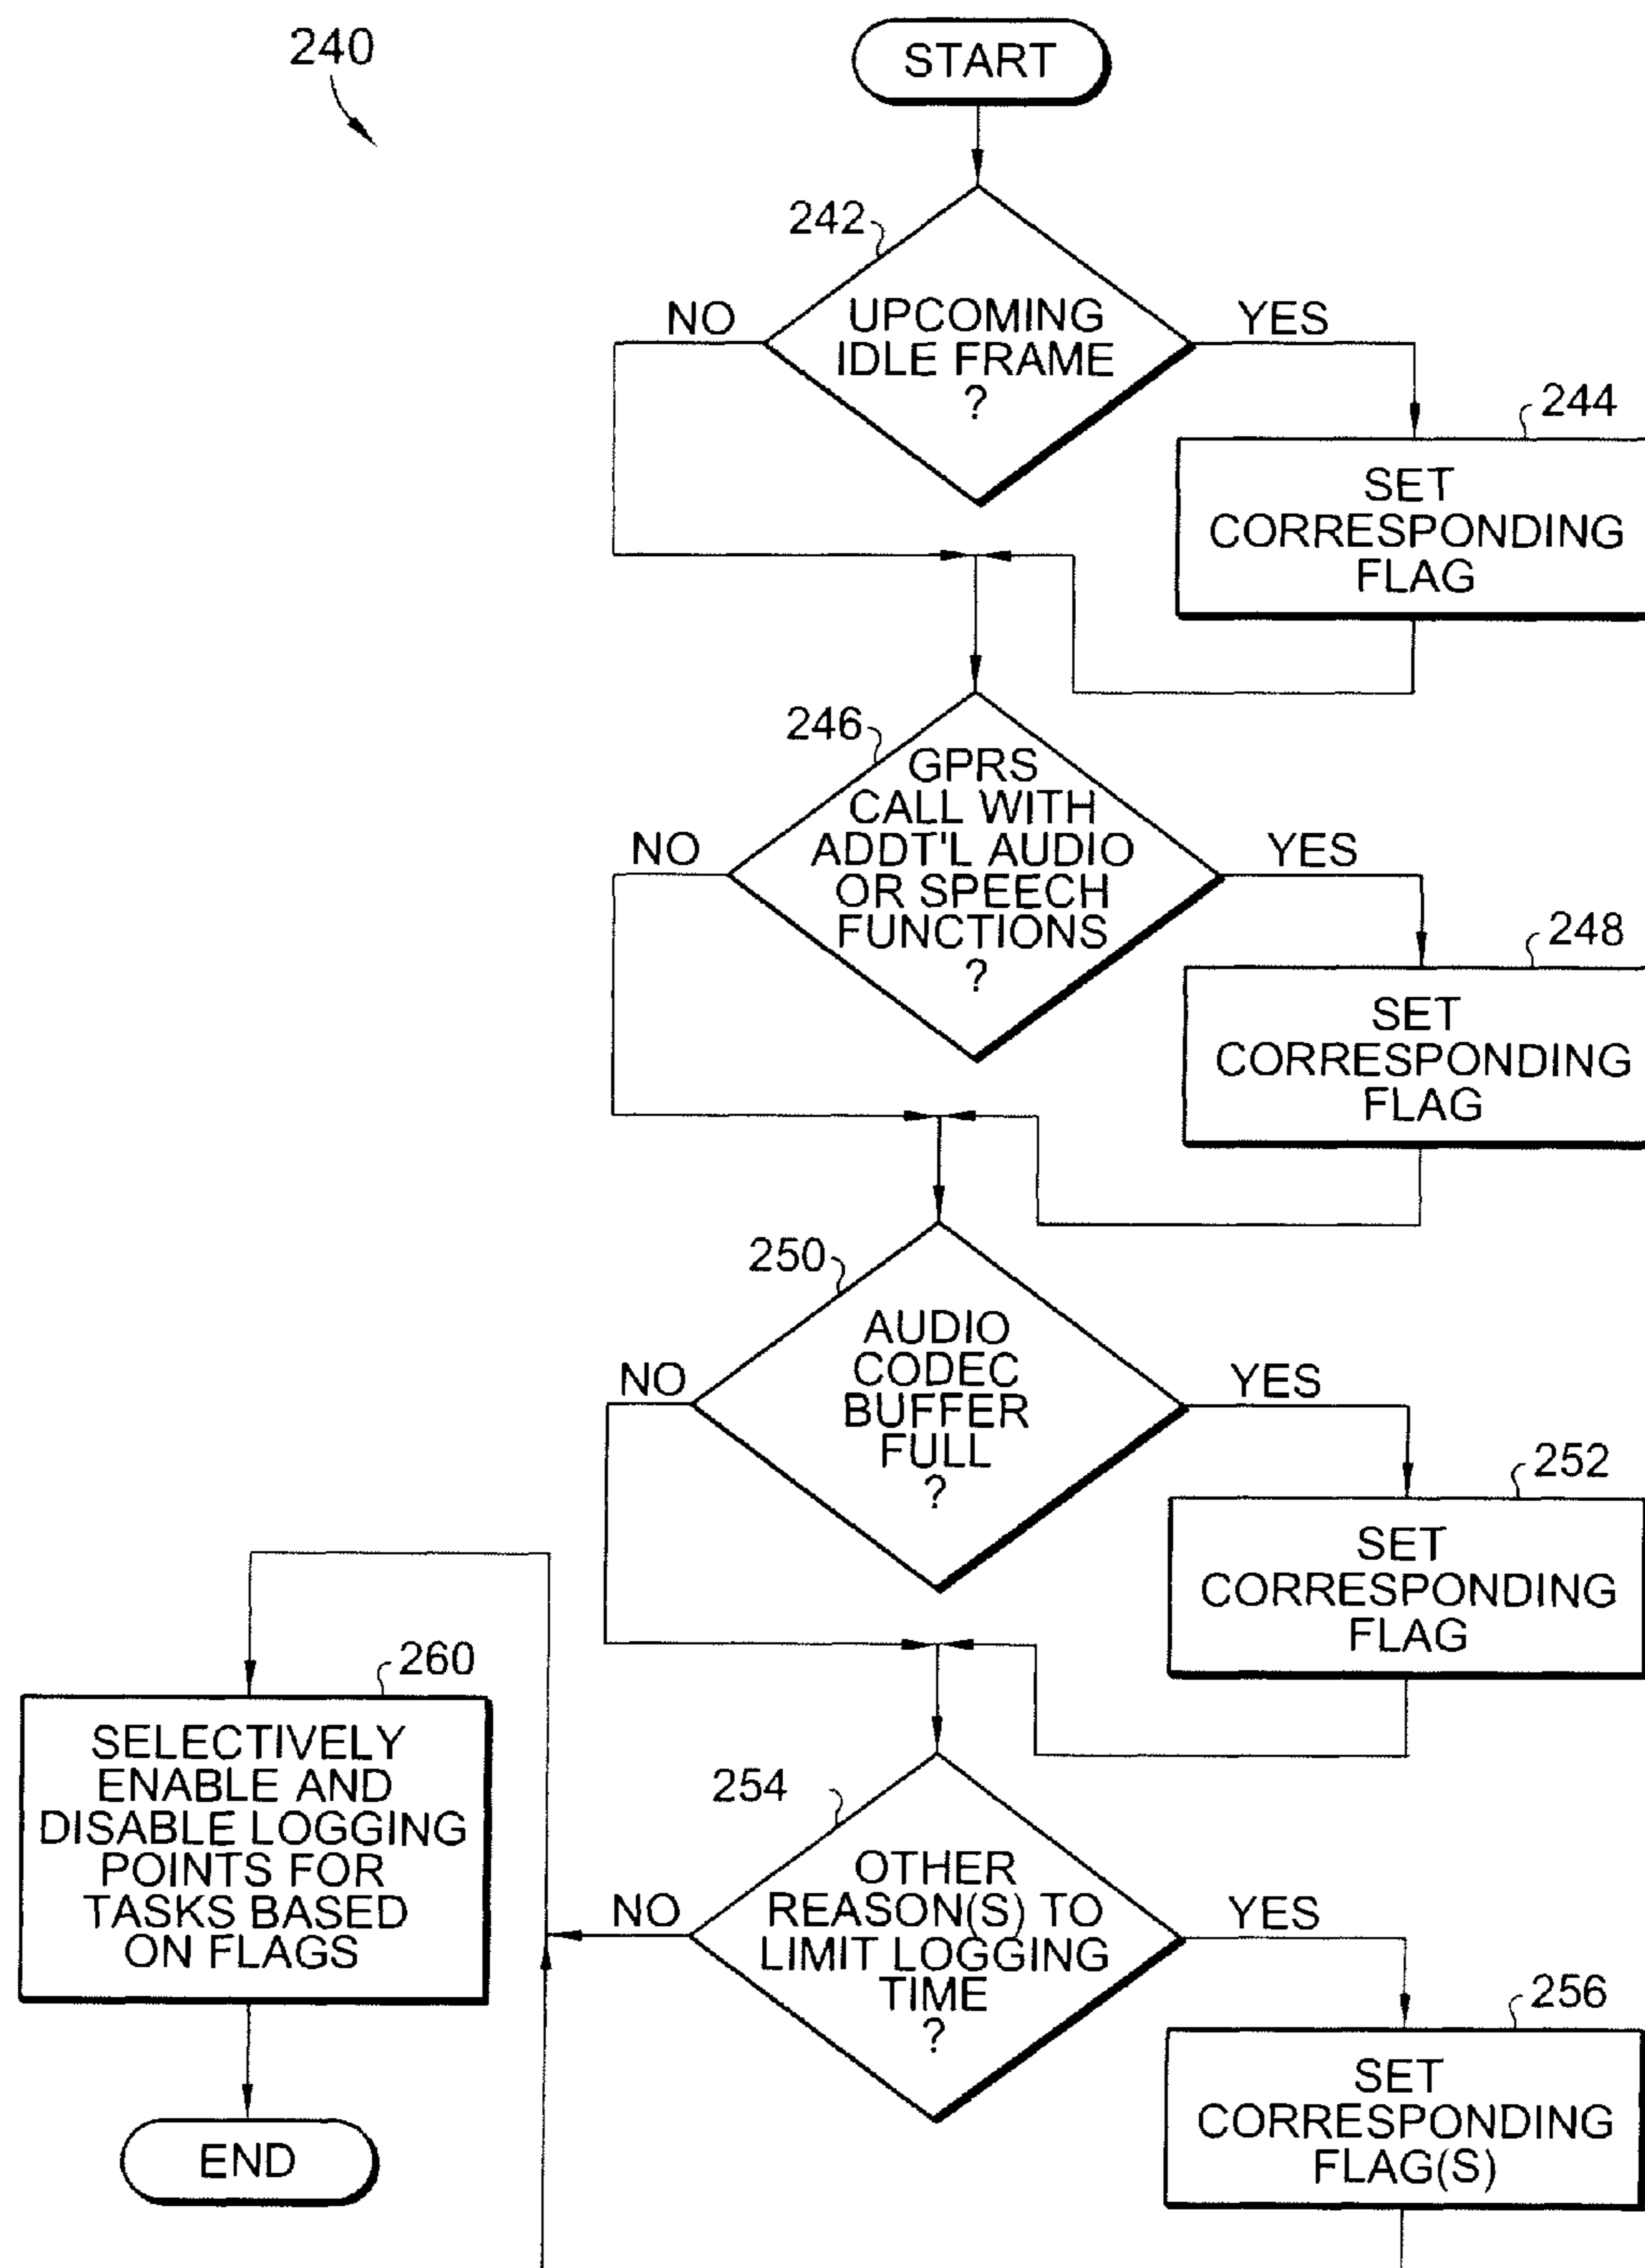 240
START
242
UPCOMING
IDLE FRAME
?
NO
YES
244
SET
CORRESPONDING
FLAG
246
GPRS
CALL WITH
ADDT'L AUDIO
OR SPEECH
FUNCTIONS
?
NO
YES
248
SET
CORRESPONDING
FLAG
250
AUDIO
CODEC
BUFFER
FULL
?
NO
YES
252
SET
CORRESPONDING
FLAG
254
OTHER
REASON(S) TO
LIMIT LOGGING
TIME
?
NO
YES
256
SET
CORRESPONDING
FLAG(S)
260
SELECTIVELY
ENABLE AND
DISABLE LOGGING
POINTS FOR
TASKS BASED
ON FLAGS
END